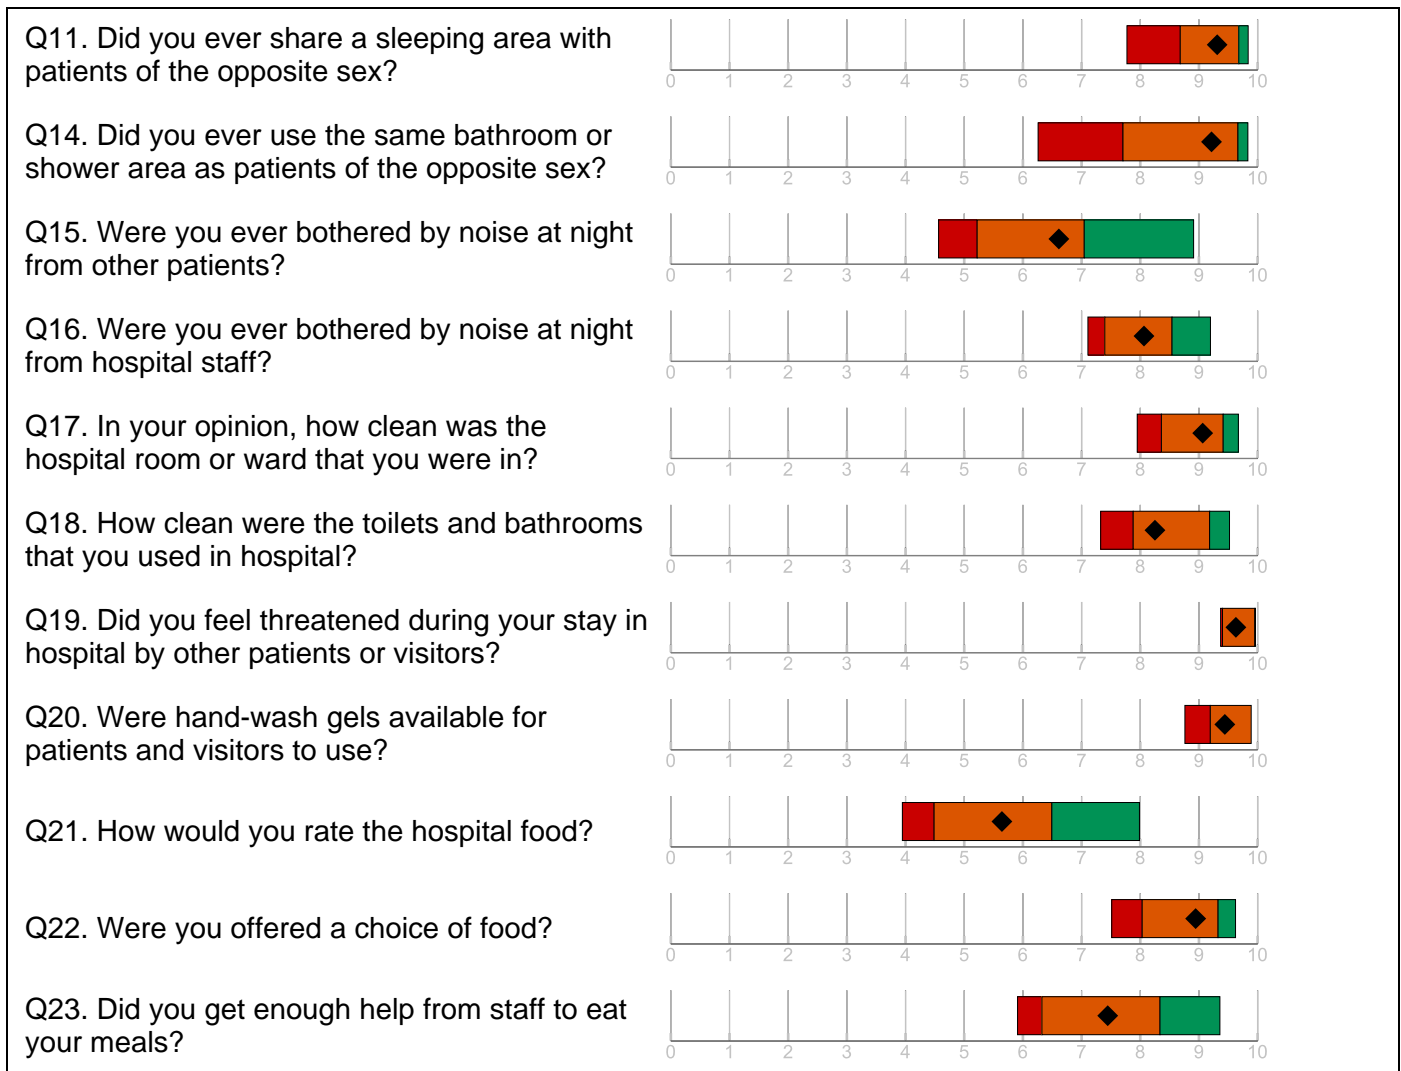 Q11. Did you ever share a sleeping area with
patients of the opposite sex?
0 1 2 3 4 5 6 7 8 9 10
Q14. Did you ever use the same bathroom or
shower area as patients of the opposite sex?
0 1 2 3 4 5 6 7 8 9 10
Q15. Were you ever bothered by noise at night
from other patients?
0 1 2 3 4 5 6 7 8 9 10
Q16. Were you ever bothered by noise at night
from hospital staff?
0 1 2 3 4 5 6 7 8 9 10
Q17. In your opinion, how clean was the
hospital room or ward that you were in?
0 1 2 3 4 5 6 7 8 9 10
Q18. How clean were the toilets and bathrooms
that you used in hospital?
0 1 2 3 4 5 6 7 8 9 10
Q19. Did you feel threatened during your stay in
hospital by other patients or visitors?
0 1 2 3 4 5 6 7 8 9 10
Q20. Were hand-wash gels available for
patients and visitors to use?
0 1 2 3 4 5 6 7 8 9 10
Q21. How would you rate the hospital food?
0 1 2 3 4 5 6 7 8 9 10
Q22. Were you offered a choice of food?
0 1 2 3 4 5 6 7 8 9 10
Q23. Did you get enough help from staff to eat
your meals?
0 1 2 3 4 5 6 7 8 9 10